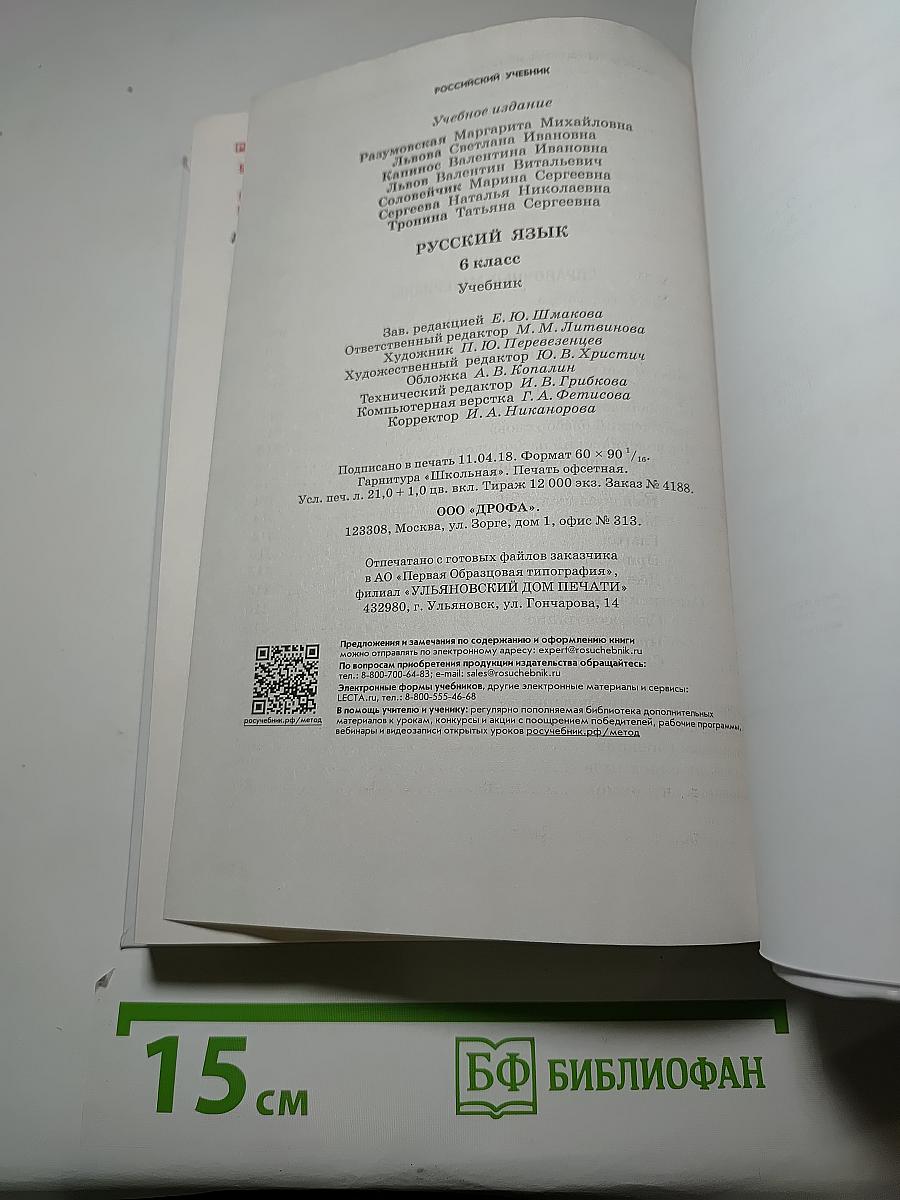 РОССИЙСКИЙ УЧЕБНИК
Учебное издание
Разумовская Маргарита Михайловна
Львова Светлана Ивановна
Капинос Валентина Ивановна
Львов Валентин Витальевич
Соловейчик Марина Сергеевна
Сергеева Наталья Николаевна
Тронина Татьяна Сергеевна
РУССКИЙ ЯЗЫК
6 класс
Учебник
Зав. редакцией Е. Ю. Шмакова
Ответственный редактор М. М. Литвинова
Художник П. Ю. Перевезенцев
Художественный редактор Ю. В. Христич
Обложка А. В. Копалин
Технический редактор И. В. Грибкова
Компьютерная верстка Г. А. Фетисова
Корректор И. А. Никанорова
Подписано в печать 11.04.18. Формат 60 × 90 1/16.
Гарнитура «Школьная». Печать офсетная.
Усл. печ. л. 21,0 + 1,0 цв. вкл. Тираж 12 000 экз. Заказ № 4188.
ООО «ДРОФА».
123308, Москва, ул. Зорге, дом 1, офис № 313.
Отпечатано с готовых файлов заказчика
в АО «Первая Образцовая типография»,
филиал «УЛЬЯНОВСКИЙ ДОМ ПЕЧАТИ»
432980, г. Ульяновск, ул. Гончарова, 14
Предложения и замечания по содержанию и оформлению книги
можно отправлять по электронному адресу: expert@rosuchebnik.ru
По вопросам приобретения продукции издательства обращайтесь:
тел.: 8-800-700-64-83; e-mail: sales@rosuchebnik.ru
Электронные формы учебников, другие электронные материалы и сервисы:
LECTA.ru, тел.: 8-800-555-46-68
В помощь учителю и ученику: регулярно пополняемая библиотека дополнительных
материалов к урокам, конкурсы и акции с поощрением победителей, рабочие программы,
вебинары и видеозаписи открытых уроков росучебник.рф/метод
росучебник.рф/метод
15 см
БФ БИБЛИОФАН